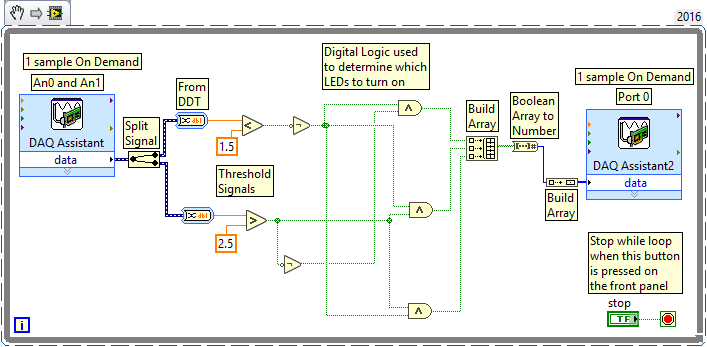 2016
1 sample On Demand
An0 and An1
DAQ Assistant
data
Split
Signal
From
DDT
1.5
Threshold
Signals
2.5
Digital Logic used
to determine which
LEDs to turn on
Build
Array
Boolean
Array to
Number
Build
Array
1 sample On Demand
Port 0
DAQ Assistant2
data
Stop while loop
when this button
is pressed on
the front panel
stop
TF
i